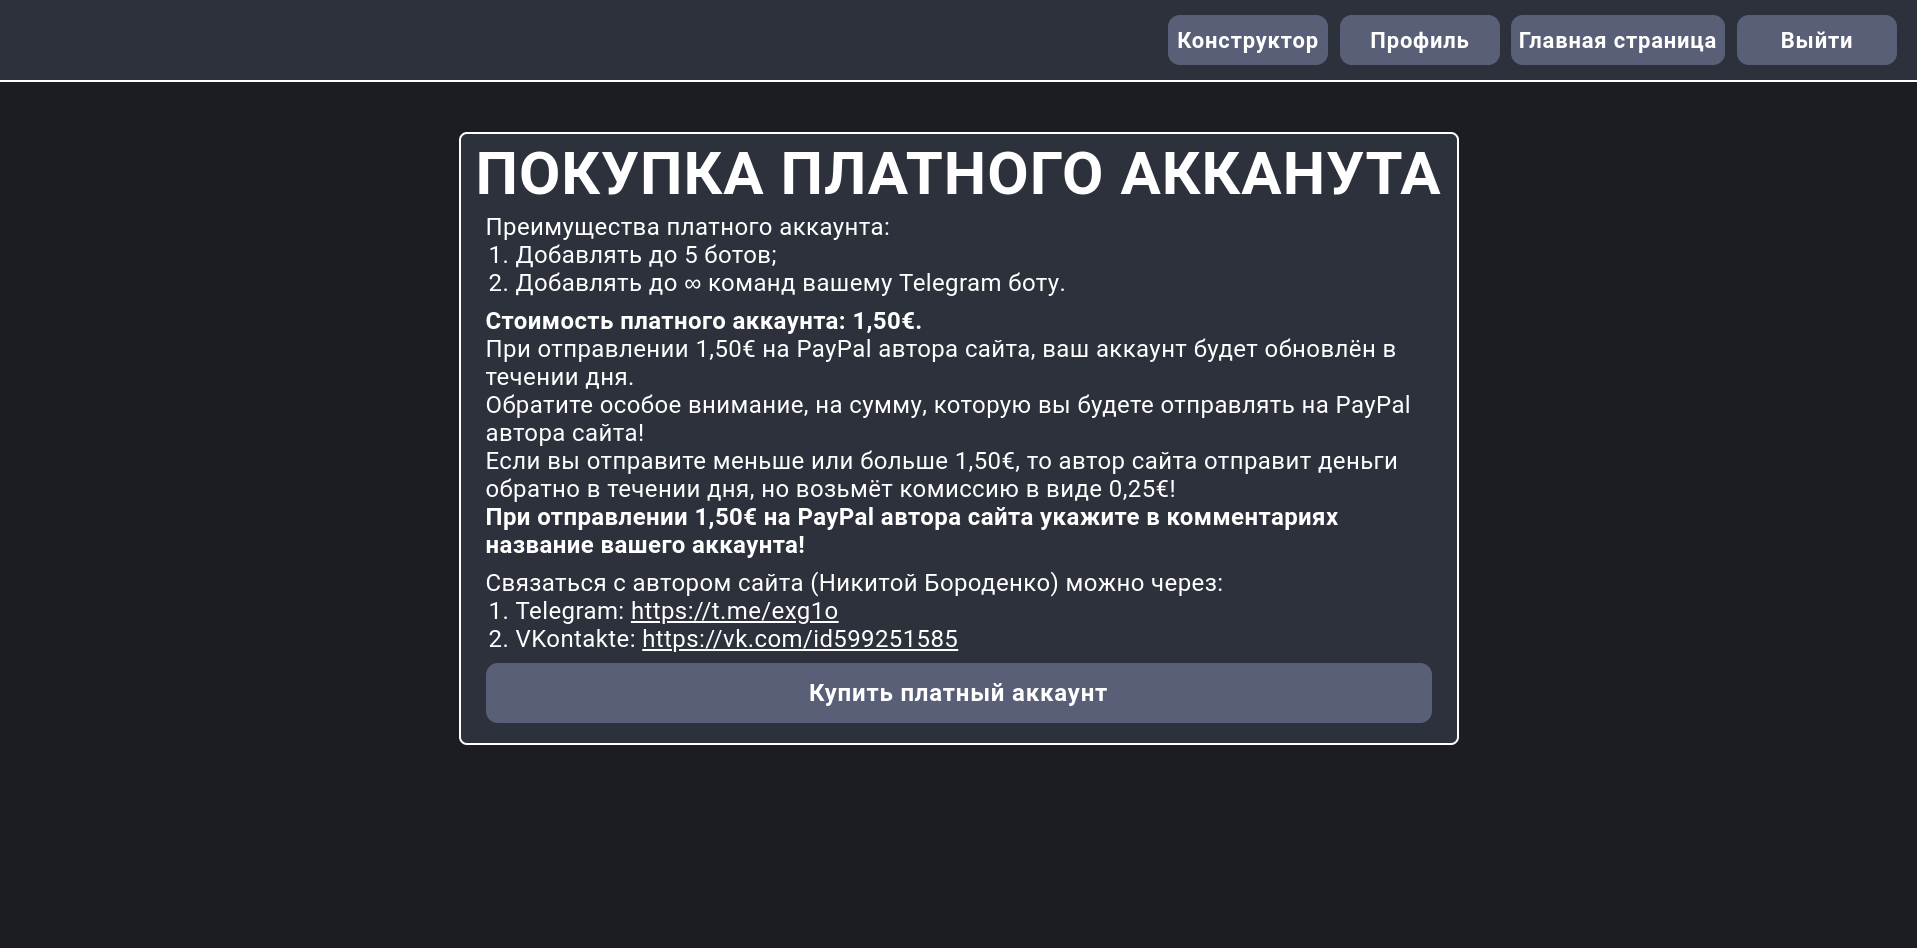 Конструктор Профиль Главная страница Выйти
ПОКУПКА ПЛАТНОГО АККАНУТА
Преимущества платного аккаунта:
1. Добавлять до 5 ботов;
2. Добавлять до ∞ команд вашему Telegram боту.
Стоимость платного аккаунта: 1,50€.
При отправлении 1,50€ на PayPal автора сайта, ваш аккаунт будет обновлён в
течении дня.
Обратите особое внимание, на сумму, которую вы будете отправлять на PayPal
автора сайта!
Если вы отправите меньше или больше 1,50€, то автор сайта отправит деньги
обратно в течении дня, но возьмёт комиссию в виде 0,25€!
При отправлении 1,50€ на PayPal автора сайта укажите в комментариях
название вашего аккаунта!
Связаться с автором сайта (Никитой Бороденко) можно через:
1. Telegram: https://t.me/exg1o
2. VKontakte: https://vk.com/id599251585
Купить платный аккаунт